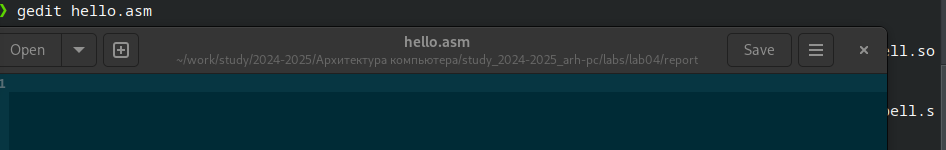 ❯ gedit hello.asm
Open
hello.asm
~/work/study/2024-2025/Архитектура компьютера/study_2024-2025_arh-pc/labs/lab04/report
Save
ell.so
1
ell.s